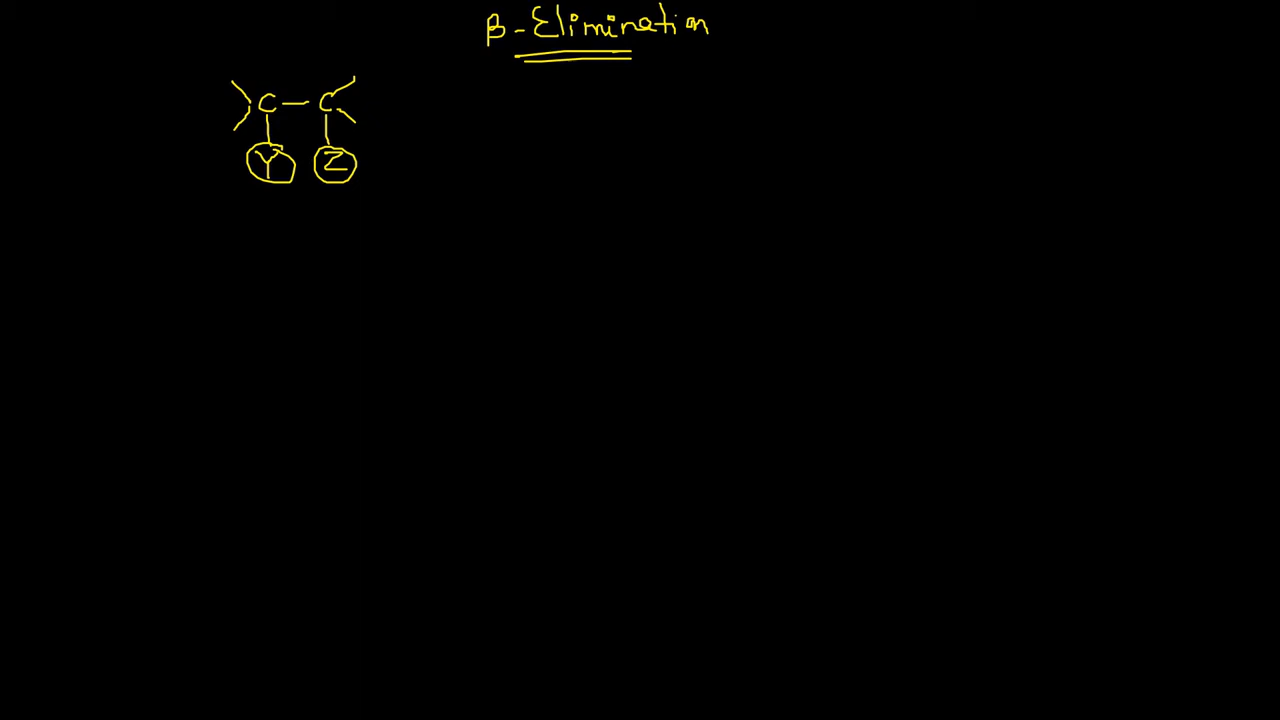 β-Elimination
C - C
Y Z